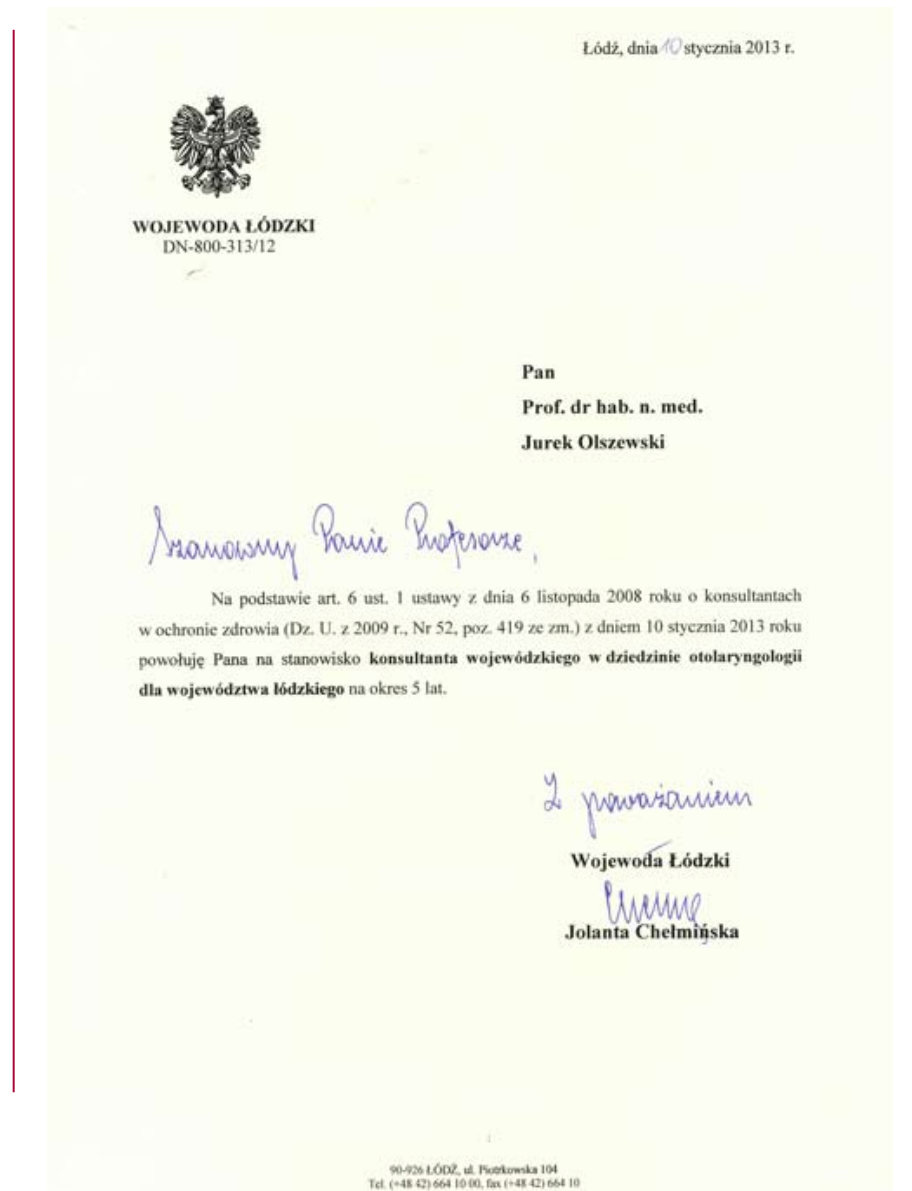 Łódź, dnia 10 stycznia 2013 r.
WOJEWODA ŁÓDZKI
DN-800-313/12
Pan
Prof. dr hab. n. med.
Jurek Olszewski
Szanowny Panie Profesorze,
Na podstawie art. 6 ust. 1 ustawy z dnia 6 listopada 2008 roku o konsultantach
w ochronie zdrowia (Dz. U. z 2009 r., Nr 52, poz. 419 ze zm.) z dniem 10 stycznia 2013 roku
powołuję Pana na stanowisko konsultanta wojewódzkiego w dziedzinie otolaryngologii
dla województwa łódzkiego na okres 5 lat.
Z poważaniem
Wojewoda Łódzki
Jolanta Chełmińska
90-926 ŁÓDŹ, ul. Piotrkowska 104
Tel. (+48 42) 664 10 00, fax (+48 42) 664 10